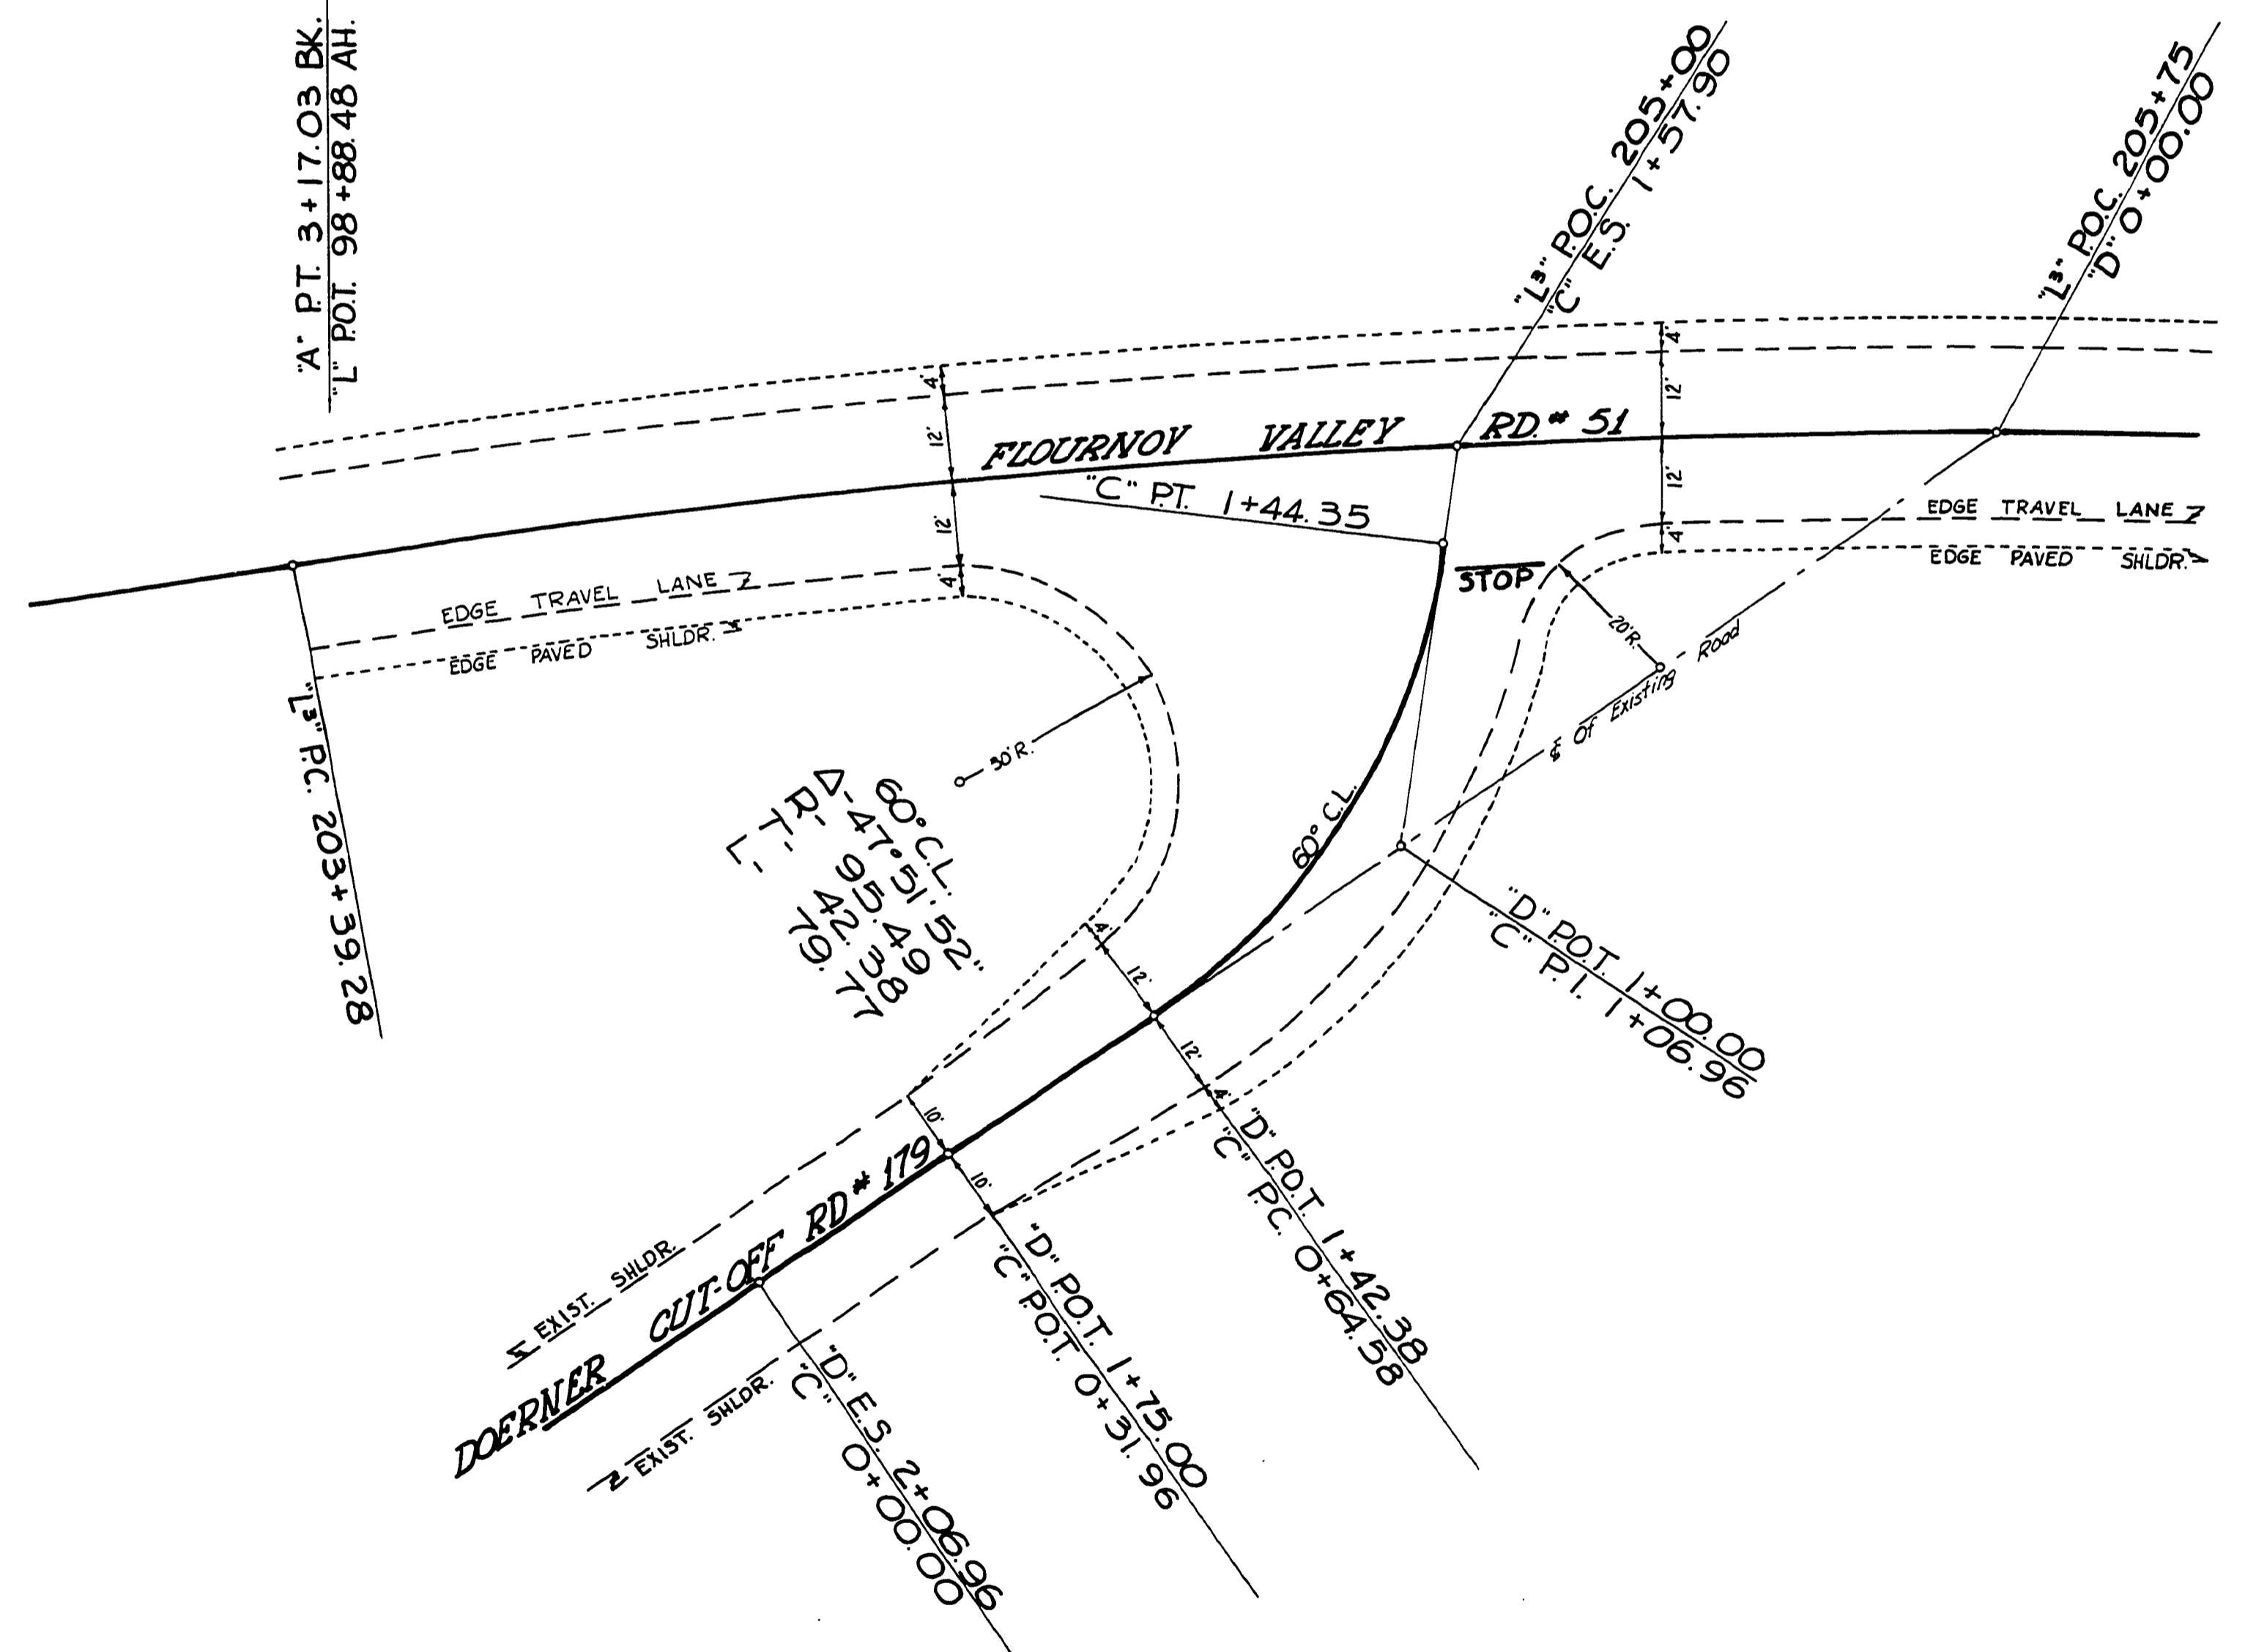 "A" P.T. 3+17.03 BK.
"L" P.O.T. 98+88.48 AH.
"L3" P.O.C. 205+00
"C" E.S. 1+57.90
"L3" P.O.C. 205+75
"D" 0+00.00
4'
12'
12'
4'
FLOURNOY VALLEY RD. # 51
4'
12'
12'
4'
"C" P.T. 1+44.35
STOP
EDGE TRAVEL LANE
EDGE PAVED SHLDR.
EDGE TRAVEL LANE
EDGE PAVED SHLDR.
20'R.
℄ Of Existing Road
"L3" P.C. 203+39.28
30'R.
60° C.L.
Δ- 47°51'52"
R- 95.49
T- 42.38
L- 79.77
60° C.L.
"D" P.O.T. 1+00.00
"C" P.I. 1+06.96
4'
12'
12'
4'
"D" P.O.T. 1+42.38
"C" P.C. 0+64.58
10'
10'
"D" P.O.T. 1+75.00
"C" P.O.T. 0+31.96
DOERNER CUT-OFF RD # 179
EXIST. SHLDR.
EXIST. SHLDR.
"D" E.S. 2+06.96
"C" 0+00.00